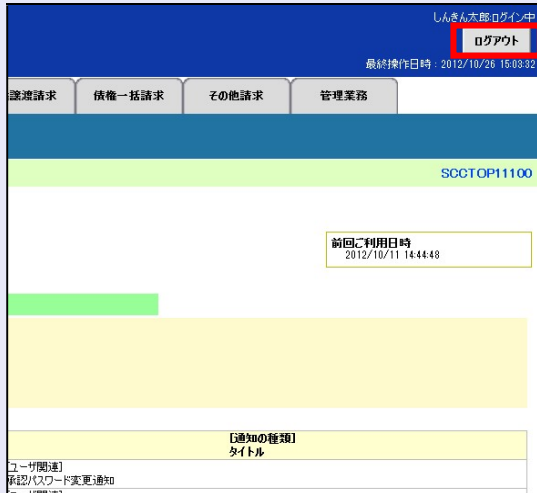 しんきん太郎:ログイン中
ログアウト
最終操作日時：2012/10/26 15:03:32
譲渡請求 債権一括請求 その他請求 管理業務
SCCTOP11100
前回ご利用日時
2012/10/11 14:44:48
[通知の種類]
タイトル
[ユーザ関連]
承認パスワード変更通知